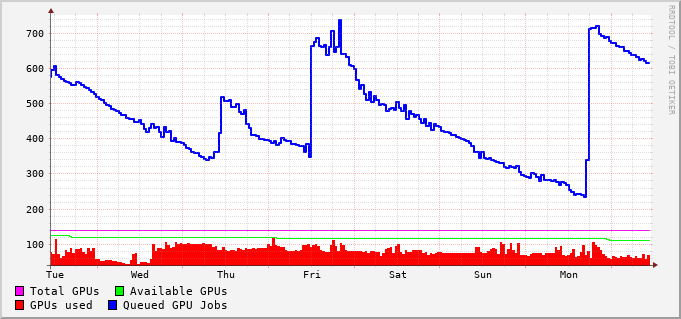 700
600
500
400
300
200
100
Tue Wed Thu Fri Sat Sun Mon
Total GPUs Available GPUs
GPUs used Queued GPU Jobs
RRDTOOL / TOBI OETIKER